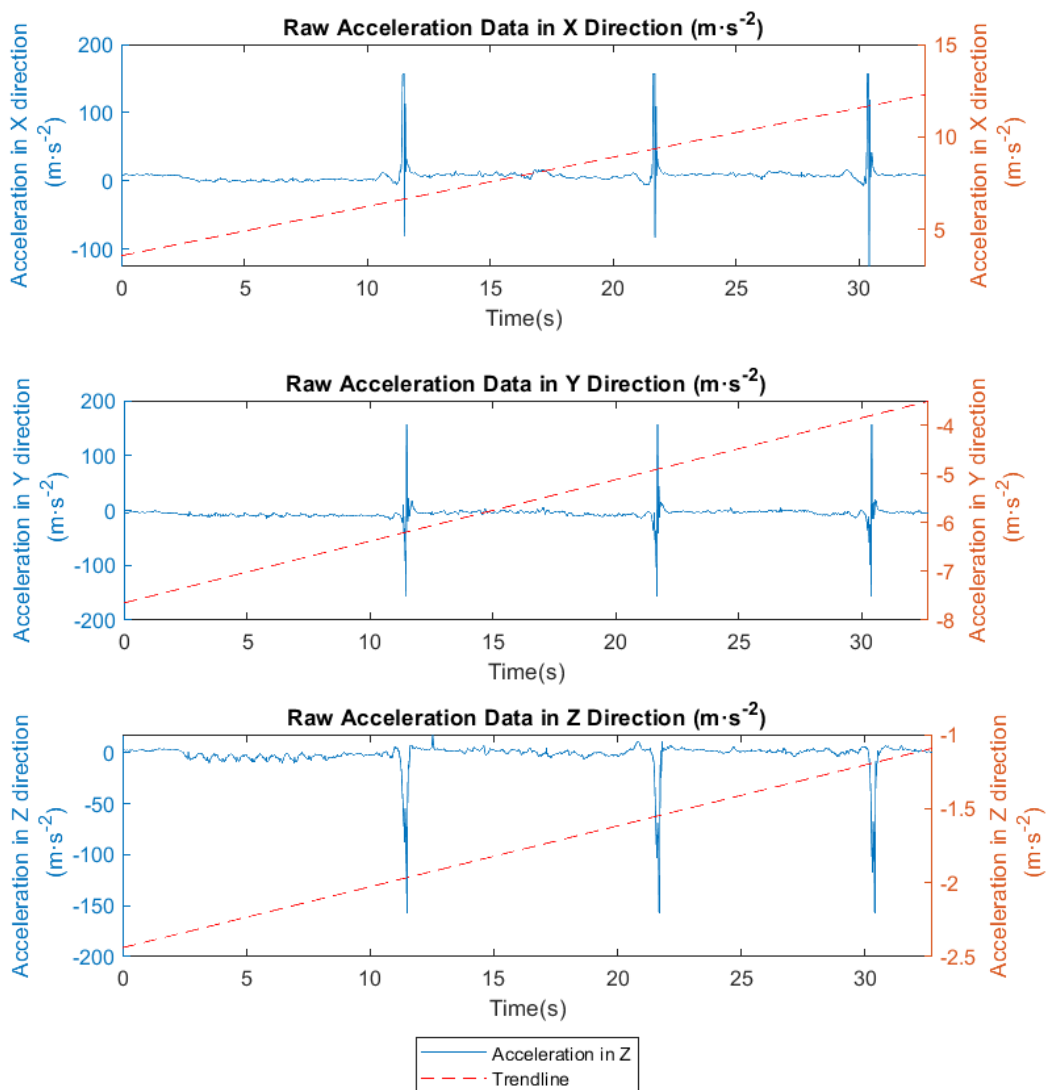 Raw Acceleration Data in X Direction (m·s-2)
Acceleration in X direction
(m·s-2)
200
100
0
-100
15
10
5
Acceleration in X direction
(m·s-2)
0 5 10 15 20 25 30
Time(s)
Raw Acceleration Data in Y Direction (m·s-2)
Acceleration in Y direction
(m·s-2)
200
100
0
-100
-200
-4
-5
-6
-7
-8
Acceleration in Y direction
(m·s-2)
0 5 10 15 20 25 30
Time(s)
Raw Acceleration Data in Z Direction (m·s-2)
Acceleration in Z direction
(m·s-2)
0
-50
-100
-150
-200
-1
-1.5
-2
-2.5
Acceleration in Z direction
(m·s-2)
0 5 10 15 20 25 30
Time(s)
Acceleration in Z
Trendline